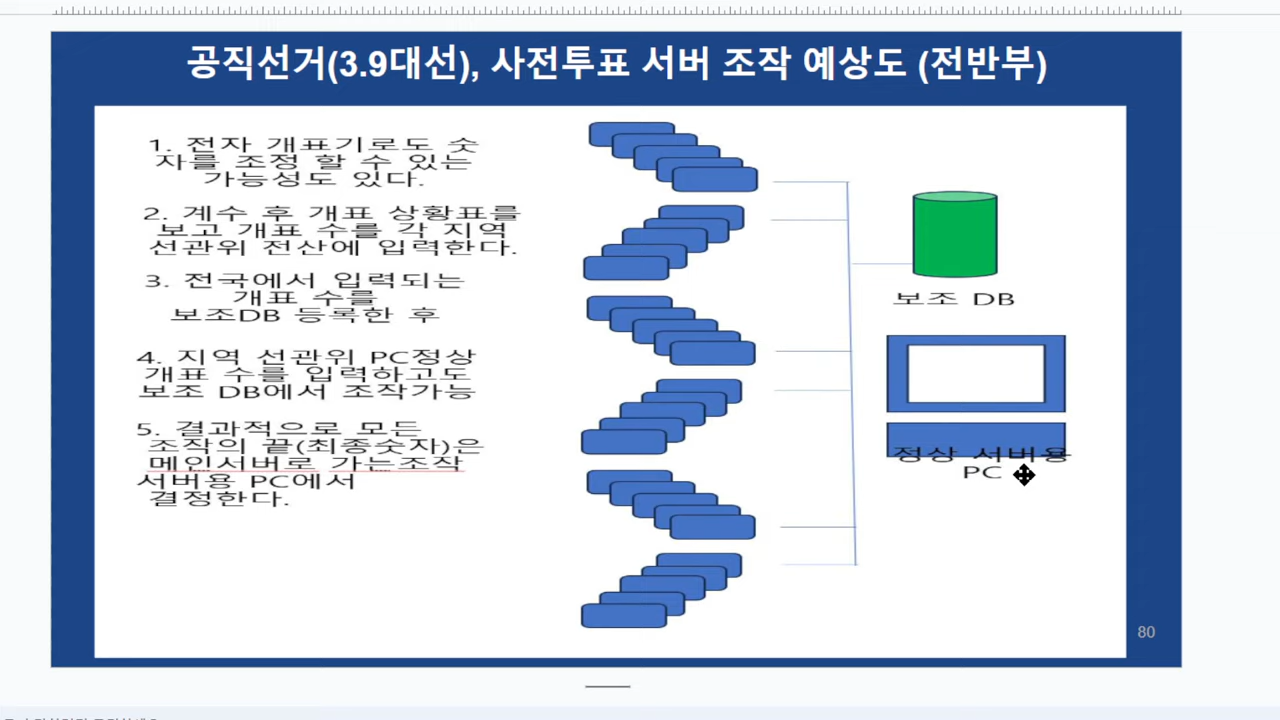 공직선거(3.9대선), 사전투표 서버 조작 예상도 (전반부)
1. 전자 개표기로도 숫
자를 조정 할 수 있는
가능성도 있다.
2. 계수 후 개표 상황표를
보고 개표 수를 각 지역
선관위 전산에 입력한다.
3. 전국에서 입력되는
개표 수를
보조DB 등록한 후
4. 지역 선관위 PC정상
개표 수를 입력하고도
보조 DB에서 조작가능
5. 결과적으로 모든
조작의 끝(최종숫자)은
메인서버로 가는조작
서버용 PC에서
결정한다.
보조 DB
정상 서버용
PC
80